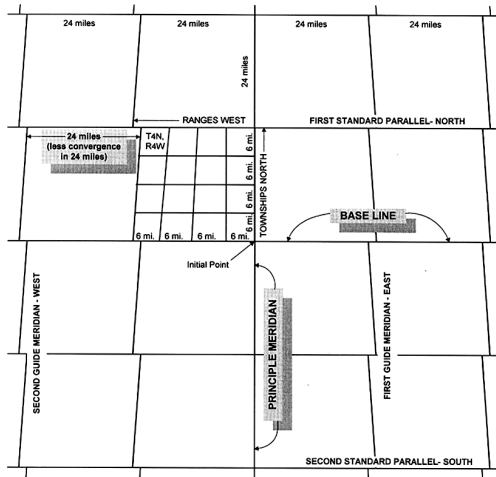 24 miles
24 miles
24 miles
24 miles
24 miles
RANGES WEST
FIRST STANDARD PARALLEL- NORTH
24 miles
(less convergence
in 24 miles)
T4N,
R4W
6 mi.
6 mi.
6 mi.
6 mi.
TOWNSHIPS NORTH
BASE LINE
6 mi.
6 mi.
6 mi.
6 mi.
Initial Point
SECOND GUIDE MERIDIAN - WEST
PRINCIPLE MERIDIAN
FIRST GUIDE MERIDIAN - EAST
SECOND STANDARD PARALLEL- SOUTH